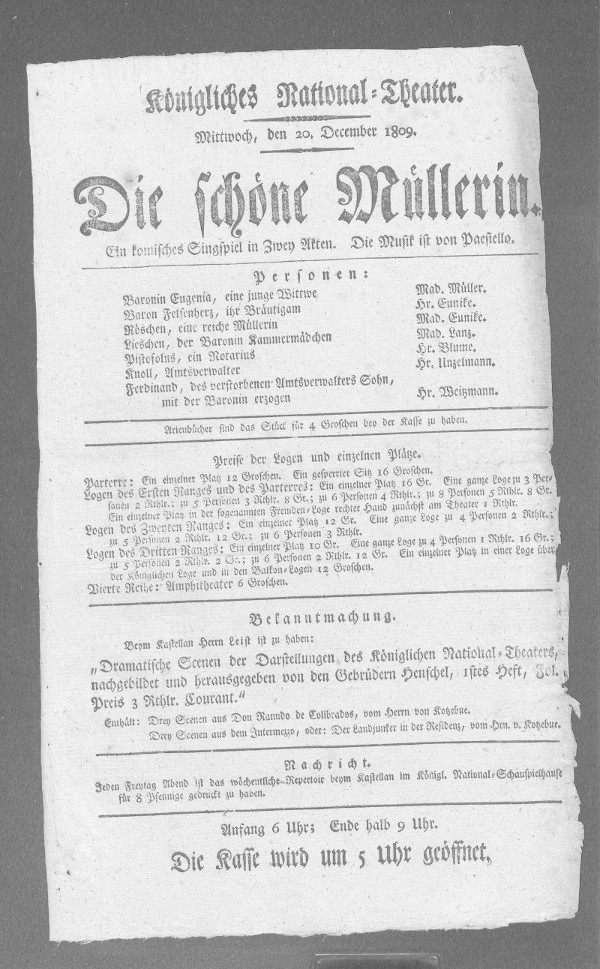 Königliches National-Theater.
Mittwoch, den 20. December 1809.
Die schöne Müllerin.
Ein komisches Singspiel in Zwey Akten. Die Musik ist von Paesiello.
Personen:
Baronin Eugenia, eine junge Wittwe Mad. Müller.
Baron Felsenherz, ihr Bräutigam Hr. Eunike.
Röschen, eine reiche Müllerin Mad. Eunike.
Lieschen, der Baronin Kammermädchen Mad. Lanz.
Pistofolus, ein Notarius Hr. Blume.
Knoll, Amtsverwalter Hr. Unzelmann.
Ferdinand, des verstorbenen Amtsverwalters Sohn,
mit der Baronin erzogen Hr. Weitzmann.
Arienbücher sind das Stück für 4 Groschen bey der Kasse zu haben.
Preise der Logen und einzelnen Plätze.
Parterre: Ein einzelner Platz 12 Groschen. Ein gesperrter Sitz 16 Groschen.
Logen des Ersten Ranges und des Parterres: Ein einzelner Platz 16 Gr. Eine ganze Loge zu 3 Per-
sonen 2 Rthlr.; zu 5 Personen 3 Rthlr. 8 Gr.; zu 6 Personen 4 Rthlr.; zu 8 Personen 5 Rthlr. 8 Gr.
Ein einzelner Platz in der sogenannten Fremden-Loge rechter Hand zunächst am Theater 1 Rthlr.
Logen des Zweyten Ranges: Ein einzelner Platz 12 Gr. Eine ganze Loge zu 4 Personen 2 Rthlr.;
zu 5 Personen 2 Rthlr. 12 Gr.; zu 6 Personen 3 Rthlr.
Logen des Dritten Ranges: Ein einzelner Platz 10 Gr. Eine ganze Loge zu 4 Personen 1 Rthlr. 16 Gr.;
zu 5 Personen 2 Rthlr. 2 Gr.; zu 6 Personen 2 Rthlr. 12 Gr. Ein einzelner Platz in einer Loge über
der Königlichen Loge und in den Balkon-Logen 12 Groschen.
Vierte Reihe: Amphitheater 6 Groschen.
Bekanntmachung.
Beym Kastellan Herrn Leist ist zu haben:
„Dramatische Scenen der Darstellungen des Königlichen National-Theaters,
nachgebildet und herausgegeben von den Gebrüdern Henschel, 1stes Heft, Fol.
Preis 3 Rthlr. Courant.“
Enthält: Drey Scenen aus Don Ranudo de Colibrados, vom Herrn von Kotzebue.
Drey Scenen aus dem Intermezzo, oder: Der Landjunker in der Residenz, vom Hrn. v. Kotzebue.
Nachricht.
Jeden Freytag Abend ist das wöchentliche Repertoir beym Kastellan im Königl. National-Schauspielhause
für 8 Pfennige gedruckt zu haben.
Anfang 6 Uhr; Ende halb 9 Uhr.
Die Kasse wird um 5 Uhr geöffnet.